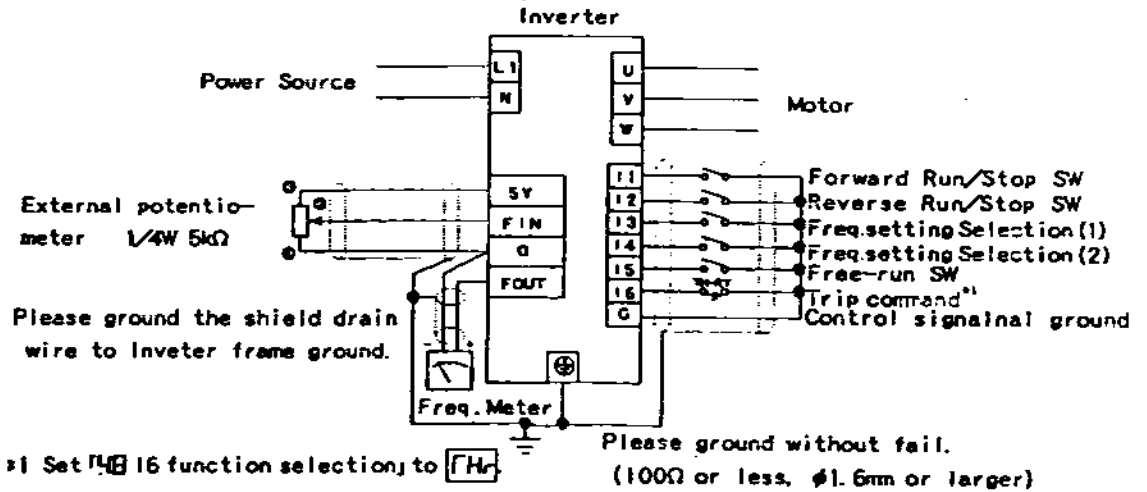 Inverter
L1
N
Power Source
U
V
W
Motor
5V
FIN
G
FOUT
External potentio-
meter 1/4W 5kΩ
I1
I2
I3
I4
I5
I6
G
Forward Run/Stop SW
Reverse Run/Stop SW
Freq.setting Selection(1)
Freq.setting Selection(2)
Free-run SW
Trip command*1
Control signalnal ground
Please ground the shield drain
wire to Inveter frame ground.
Freq. Meter
Please ground without fail.
(100Ω or less, φ1.6mm or larger)
*1 Set I6 function selection to